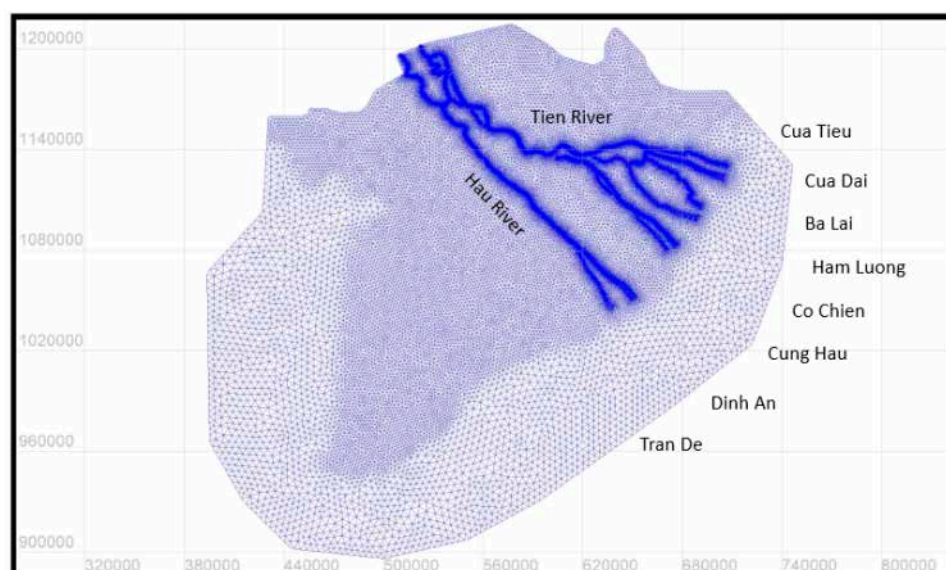 1200000
Tien River
Cua Tieu
1140000
Cua Dai
Hau River
Ba Lai
1080000
Ham Luong
Co Chien
1020000
Cung Hau
Dinh An
960000
Tran De
900000
320000 380000 440000 500000 560000 620000 680000 740000 800000